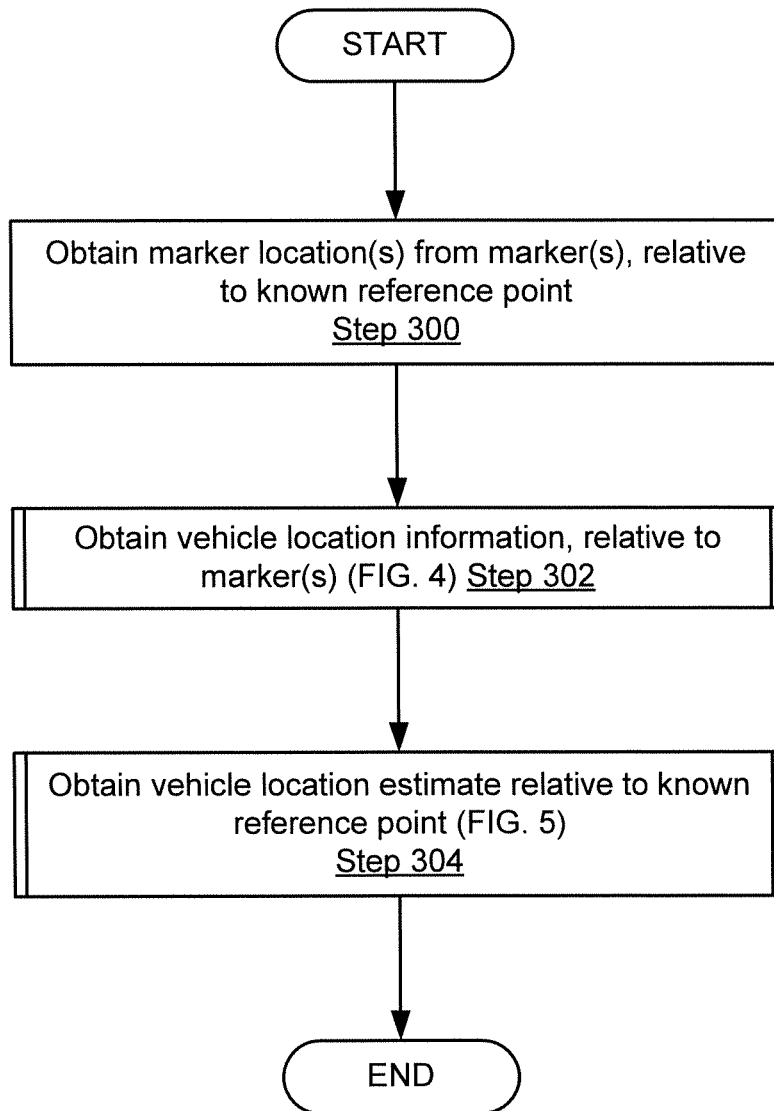 START
Obtain marker location(s) from marker(s), relative
to known reference point
Step 300
Obtain vehicle location information, relative to
marker(s) (FIG. 4) Step 302
Obtain vehicle location estimate relative to known
reference point (FIG. 5)
Step 304
END